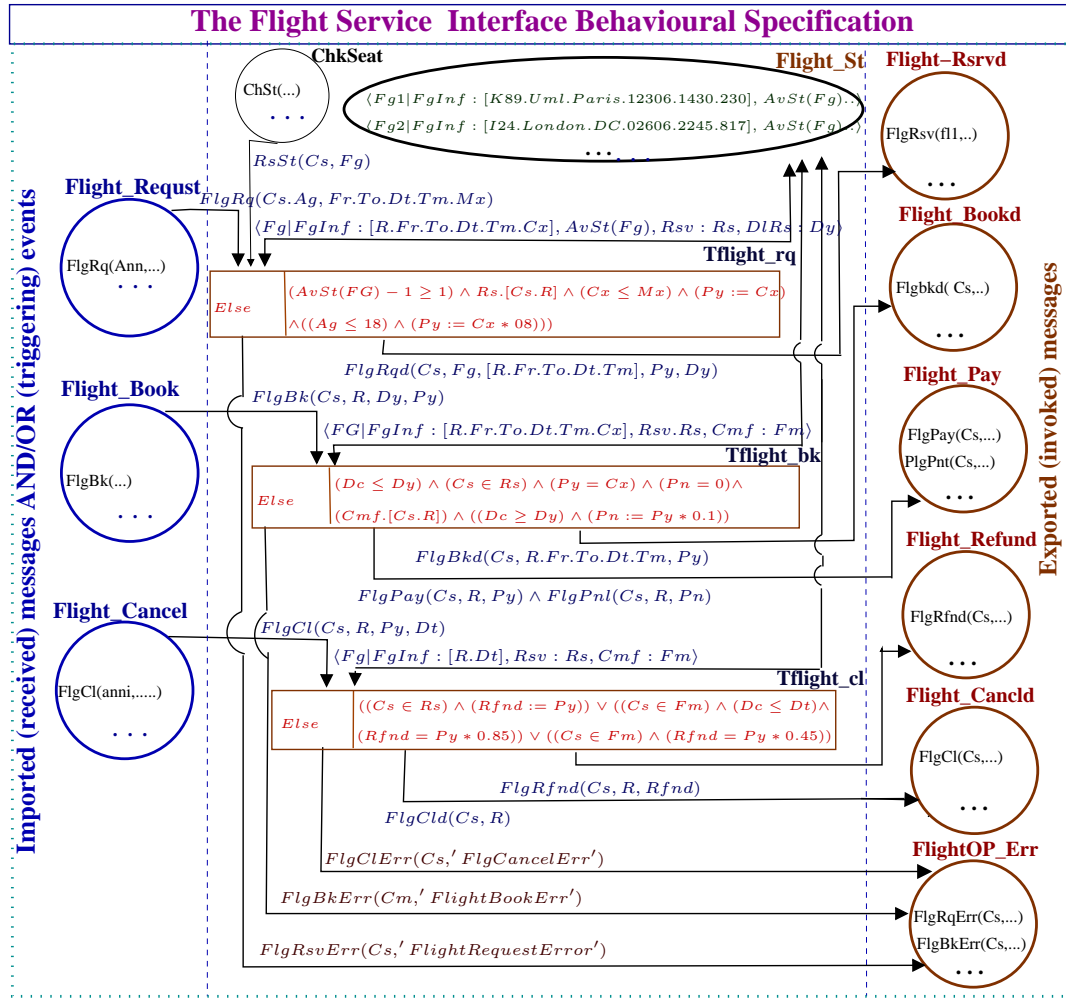 The Flight Service Interface Behavioural Specification
Imported (received) messages AND/OR (triggering) events
Exported (invoked) messages
ChkSeat
ChSt(...)
. . .
Flight_St
⟨Fg1|FgInf : [K89.Uml.Paris.12306.1430.230], AvSt(Fg)..⟩
⟨Fg2|FgInf : [I24.London.DC.02606.2245.817], AvSt(Fg)..⟩
... . . .
Flight−Rsrvd
FlgRsv(fl1,..)
...
RsSt(Cs, Fg)
Flight_Requst
FlgRq(Ann,...)
. . .
FlgRq(Cs.Ag, Fr.To.Dt.Tm.Mx)
⟨Fg|FgInf : [R.Fr.To.Dt.Tm.Cx], AvSt(Fg), Rsv : Rs, DlRs : Dy⟩
Tflight_rq
Else
(AvSt(FG) − 1 ≥ 1) ∧ Rs.[Cs.R] ∧ (Cx ≤ Mx) ∧ (Py := Cx)
∧((Ag ≤ 18) ∧ (Py := Cx ∗ 08)))
Flight_Bookd
Flgbkd( Cs,..)
...
FlgRqd(Cs, Fg, [R.Fr.To.Dt.Tm], Py, Dy)
Flight_Book
FlgBk(...)
. . .
FlgBk(Cs, R, Dy, Py)
⟨FG|FgInf : [R.Fr.To.Dt.Tm.Cx], Rsv.Rs, Cmf : Fm⟩
Tflight_bk
Else
(Dc ≤ Dy) ∧ (Cs ∈ Rs) ∧ (Py = Cx) ∧ (Pn = 0)∧
(Cmf.[Cs.R]) ∧ ((Dc ≥ Dy) ∧ (Pn := Py ∗ 0.1))
Flight_Pay
FlgPay(Cs,...)
PlgPnt(Cs,...)
...
FlgBkd(Cs, R.Fr.To.Dt.Tm, Py)
FlgPay(Cs, R, Py) ∧ FlgPnl(Cs, R, Pn)
Flight_Refund
FlgRfnd(Cs,...)
...
Flight_Cancel
FlgCl(anni,.....)
. . .
FlgCl(Cs, R, Py, Dt)
⟨Fg|FgInf : [R.Dt], Rsv : Rs, Cmf : Fm⟩
Tflight_cl
Else
((Cs ∈ Rs) ∧ (Rfnd := Py)) ∨ ((Cs ∈ Fm) ∧ (Dc ≤ Dt)∧
(Rfnd = Py ∗ 0.85)) ∨ ((Cs ∈ Fm) ∧ (Rfnd = Py ∗ 0.45))
Flight_Cancld
FlgCl(Cs,...)
...
FlgRfnd(Cs, R, Rfnd)
FlgCld(Cs, R)
FlgClErr(Cs,′ FlgCancelErr′)
FlgBkErr(Cm,′ FlightBookErr′)
FlgRsvErr(Cs,′ FlightRequestError′)
FlightOP_Err
FlgRqErr(Cs,...)
FlgBkErr(Cs,...)
...